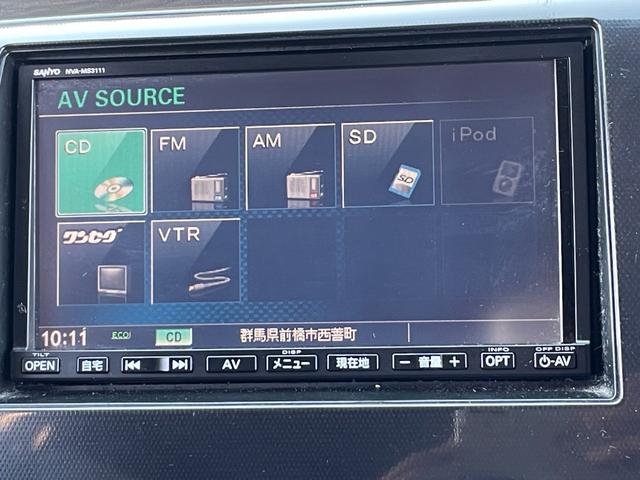 SANYO NVA-MS3111
AV SOURCE
CD FM AM SD iPod
SD
ワンセグ VTR
10:11 ECO! CD 群馬県前橋市西善町
TILT DISP INFO OFF DISP
OPEN 自宅 AV メニュー 現在地 − 音量 + OPT ⏻-AV